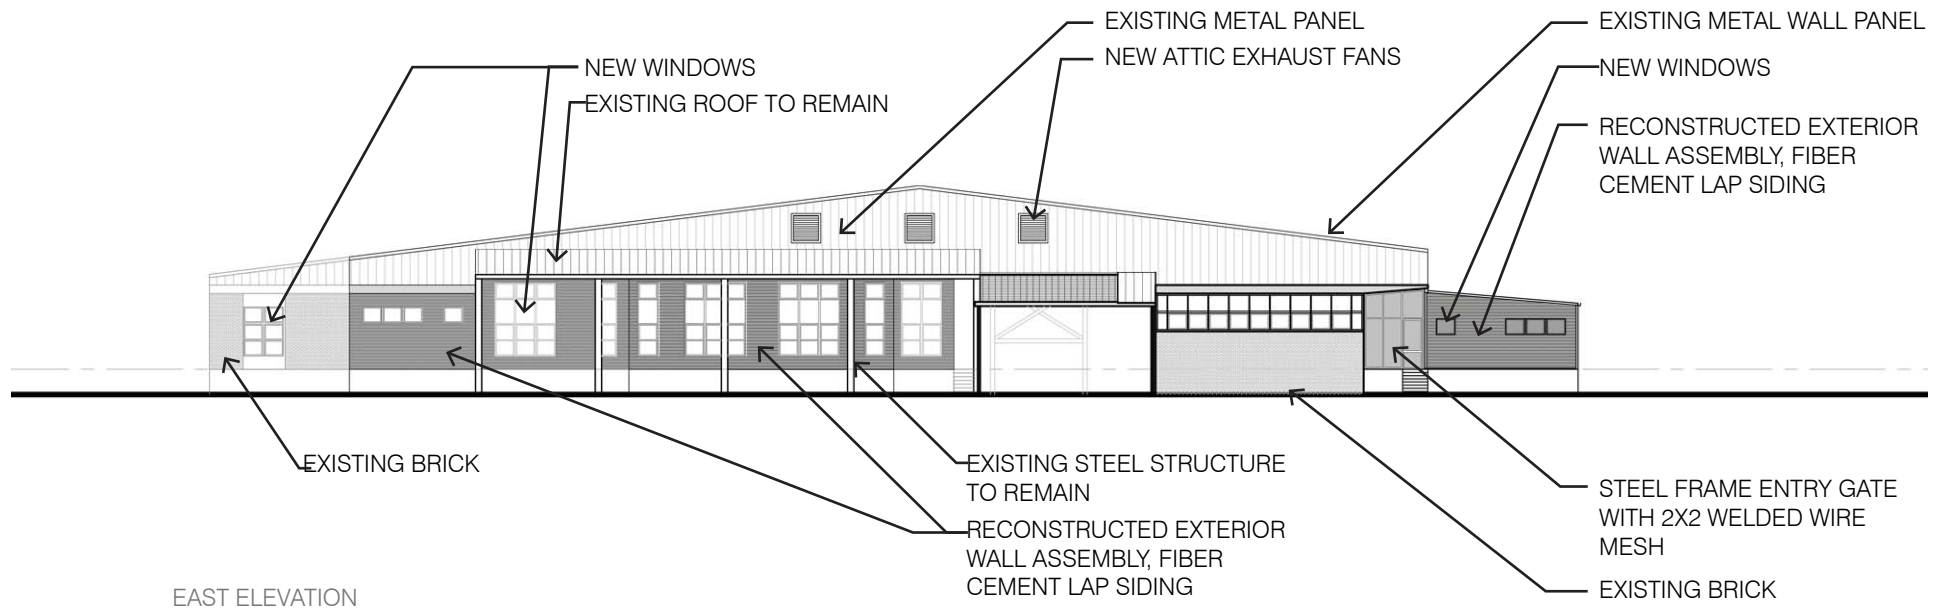 EXISTING METAL PANEL
NEW ATTIC EXHAUST FANS
EXISTING METAL WALL PANEL
NEW WINDOWS
NEW WINDOWS
EXISTING ROOF TO REMAIN
RECONSTRUCTED EXTERIOR
WALL ASSEMBLY, FIBER
CEMENT LAP SIDING
EXISTING BRICK
EXISTING STEEL STRUCTURE
TO REMAIN
RECONSTRUCTED EXTERIOR
WALL ASSEMBLY, FIBER
CEMENT LAP SIDING
STEEL FRAME ENTRY GATE
WITH 2X2 WELDED WIRE
MESH
EXISTING BRICK
EAST ELEVATION